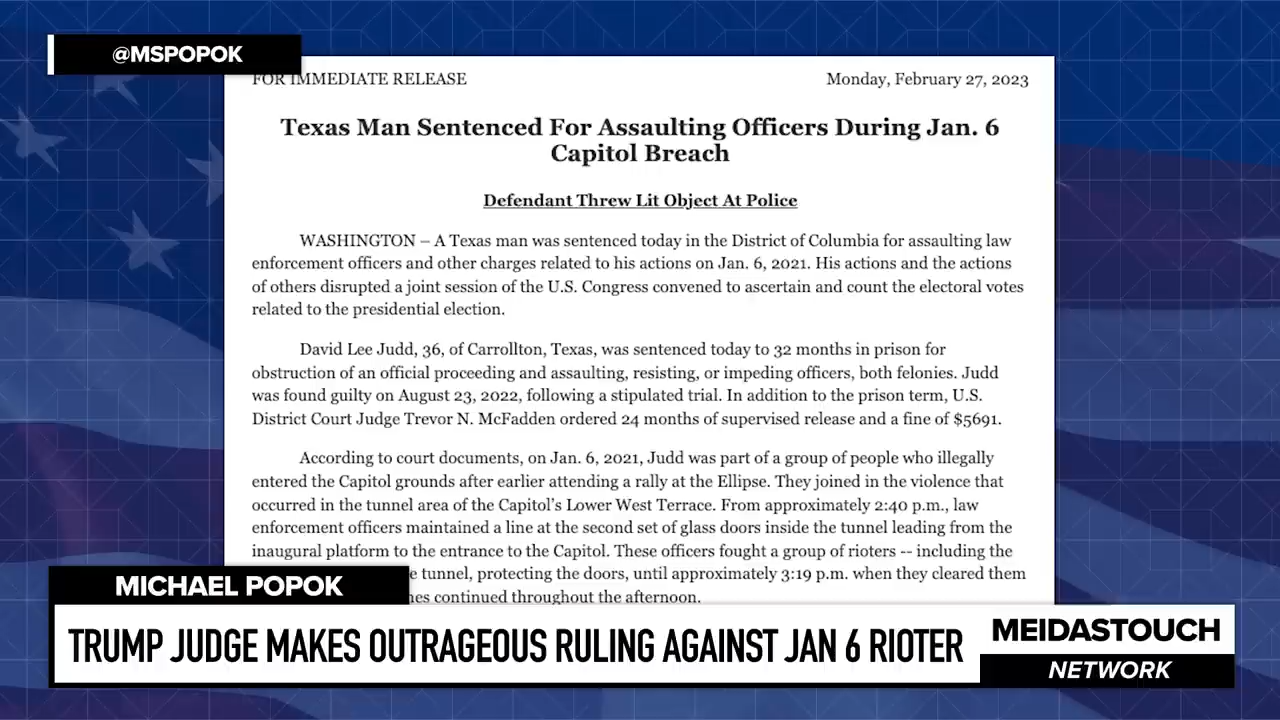 @MSPOPOK
FOR IMMEDIATE RELEASE
Monday, February 27, 2023
Texas Man Sentenced For Assaulting Officers During Jan. 6
Capitol Breach
Defendant Threw Lit Object At Police
WASHINGTON – A Texas man was sentenced today in the District of Columbia for assaulting law
enforcement officers and other charges related to his actions on Jan. 6, 2021. His actions and the actions
of others disrupted a joint session of the U.S. Congress convened to ascertain and count the electoral votes
related to the presidential election.
David Lee Judd, 36, of Carrollton, Texas, was sentenced today to 32 months in prison for
obstruction of an official proceeding and assaulting, resisting, or impeding officers, both felonies. Judd
was found guilty on August 23, 2022, following a stipulated trial. In addition to the prison term, U.S.
District Court Judge Trevor N. McFadden ordered 24 months of supervised release and a fine of $5691.
According to court documents, on Jan. 6, 2021, Judd was part of a group of people who illegally
entered the Capitol grounds after earlier attending a rally at the Ellipse. They joined in the violence that
occurred in the tunnel area of the Capitol's Lower West Terrace. From approximately 2:40 p.m., law
enforcement officers maintained a line at the second set of glass doors inside the tunnel leading from the
inaugural platform to the entrance to the Capitol. These officers fought a group of rioters -- including the
tunnel, protecting the doors, until approximately 3:19 p.m. when they cleared them
continued throughout the afternoon.
MICHAEL POPOK
TRUMP JUDGE MAKES OUTRAGEOUS RULING AGAINST JAN 6 RIOTER
MEIDASTOUCH
NETWORK